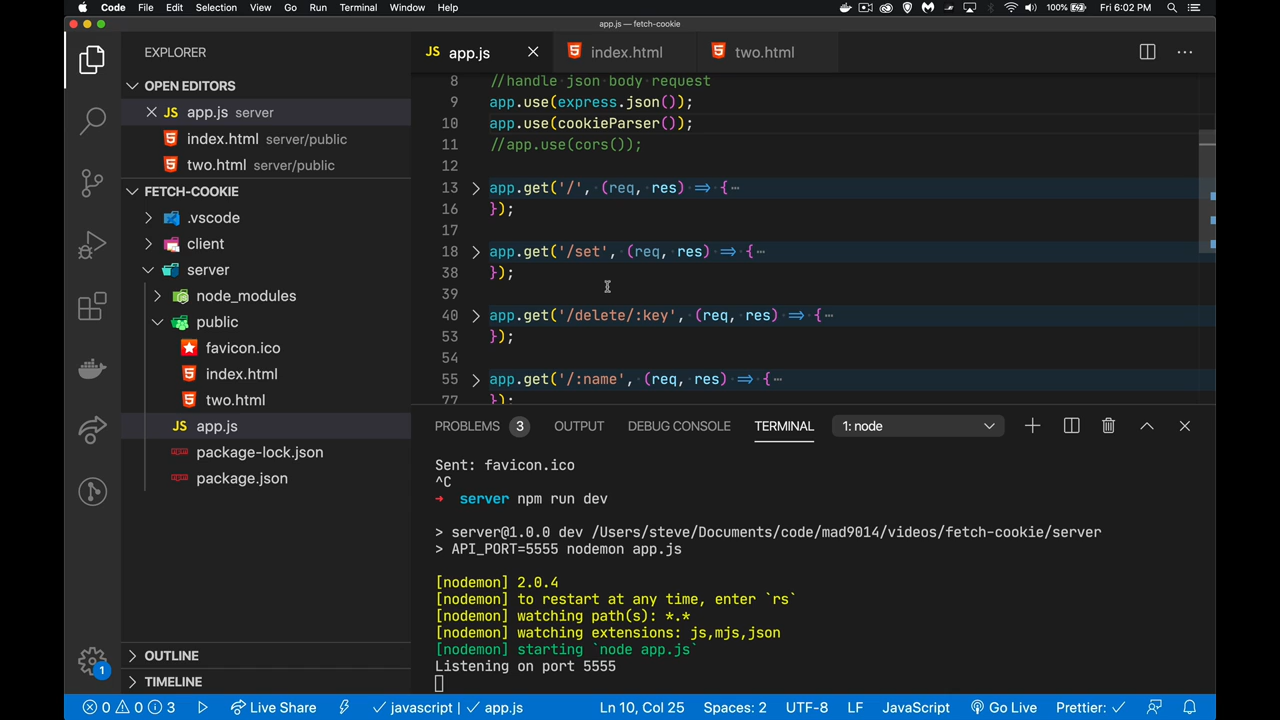 Code File Edit Selection View Go Run Terminal Window Help 100% Fri 6:02 PM
app.js — fetch-cookie
EXPLORER
OPEN EDITORS
JS app.js server
index.html server/public
two.html server/public
FETCH-COOKIE
.vscode
client
server
node_modules
public
favicon.ico
index.html
two.html
JS app.js
package-lock.json
package.json
OUTLINE
TIMELINE
1
JS app.js index.html two.html
8 //handle json body request
9 app.use(express.json());
10 app.use(cookieParser());
11 //app.use(cors());
12
13 app.get('/', (req, res) => {⋯
16 });
17
18 app.get('/set', (req, res) => {⋯
38 });
39
40 app.get('/delete/:key', (req, res) => {⋯
53 });
54
55 app.get('/:name', (req, res) => {⋯
77 });
PROBLEMS 3 OUTPUT DEBUG CONSOLE TERMINAL 1: node
Sent: favicon.ico
^C
➜ server npm run dev
> server@1.0.0 dev /Users/steve/Documents/code/mad9014/videos/fetch-cookie/server
> API_PORT=5555 nodemon app.js
[nodemon] 2.0.4
[nodemon] to restart at any time, enter `rs`
[nodemon] watching path(s): *.*
[nodemon] watching extensions: js,mjs,json
[nodemon] starting `node app.js`
Listening on port 5555
0 0 3 Live Share javascript | app.js Ln 10, Col 25 Spaces: 2 UTF-8 LF JavaScript Go Live Prettier: ✓